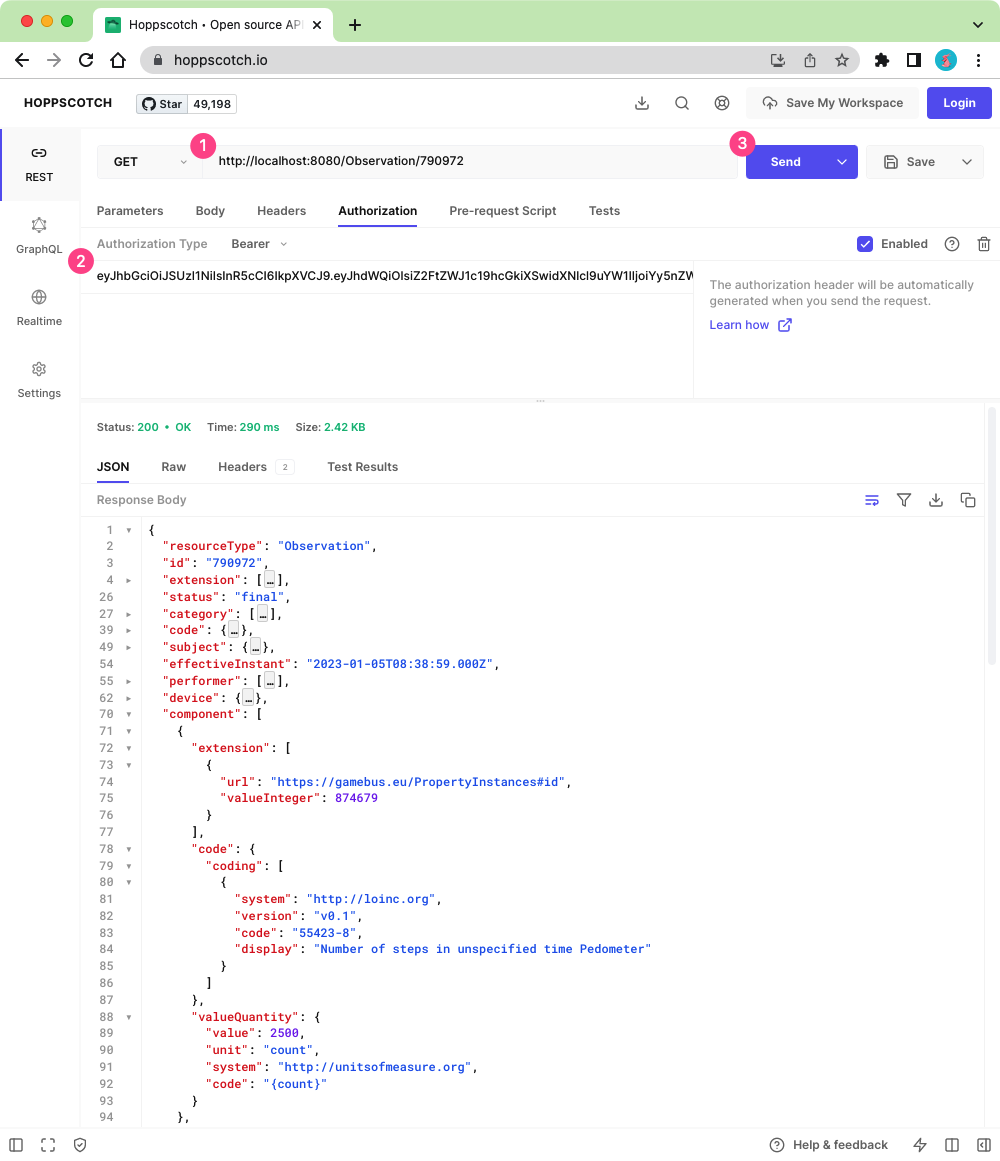 Hoppscotch • Open source API
hoppscotch.io
HOPPSCOTCH
Star 49,198
Save My Workspace
Login
1
3
GET
http://localhost:8080/Observation/790972
Send
Save
REST
Parameters Body Headers Authorization Pre-request Script Tests
GraphQL
Authorization Type Bearer
Enabled
2
The authorization header will be automatically
generated when you send the request.
Learn how
Realtime
Settings
Status: 200 • OK Time: 290 ms Size: 2.42 KB
JSON Raw Headers 2 Test Results
Response Body
1 {
2 "resourceType": "Observation",
3 "id": "790972",
4 "extension": […],
26 "status": "final",
27 "category": […],
39 "code": {…},
49 "subject": {…},
54 "effectiveInstant": "2023-01-05T08:38:59.000Z",
55 "performer": […],
62 "device": {…},
70 "component": [
71 {
72 "extension": [
73 {
74 "url": "https://gamebus.eu/PropertyInstances#id",
75 "valueInteger": 874679
76 }
77 ],
78 "code": {
79 "coding": [
80 {
81 "system": "http://loinc.org",
82 "version": "v0.1",
83 "code": "55423-8",
84 "display": "Number of steps in unspecified time Pedometer"
85 }
86 ]
87 },
88 "valueQuantity": {
89 "value": 2500,
90 "unit": "count",
91 "system": "http://unitsofmeasure.org",
92 "code": "{count}"
93 }
94 },
Help & feedback